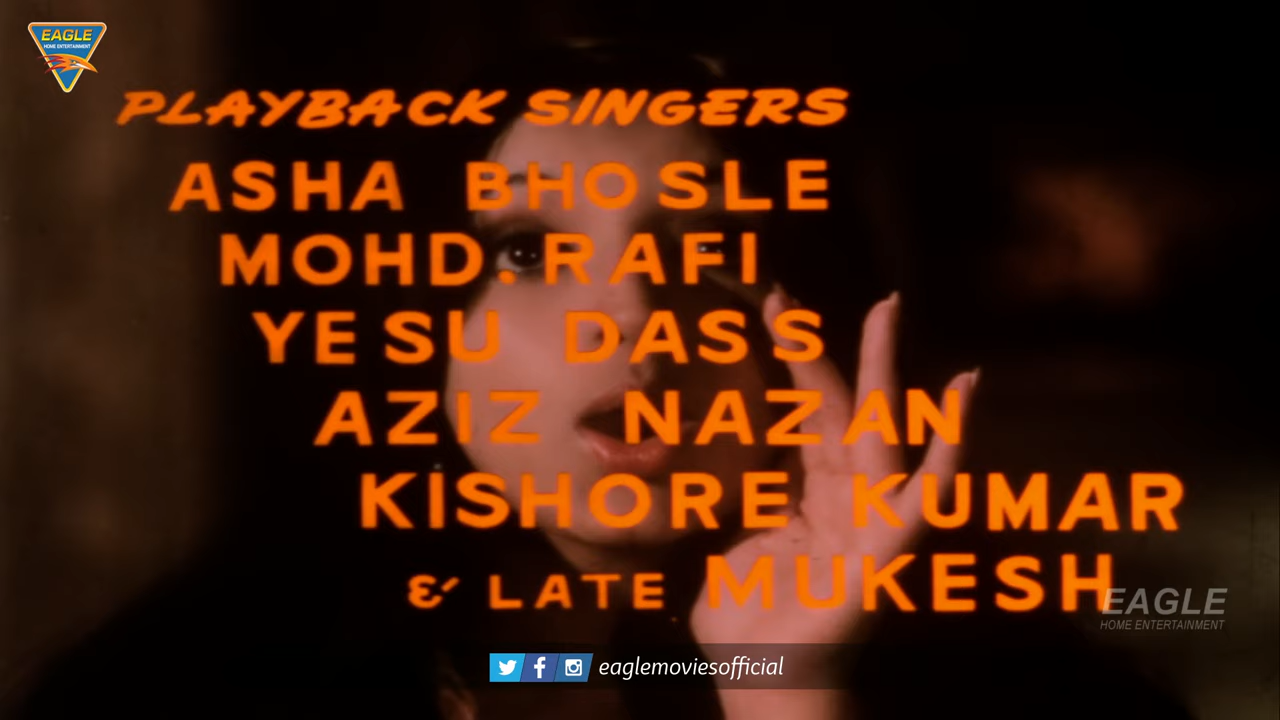 EAGLE
HOME ENTERTAINMENT
PLAYBACK SINGERS
ASHA BHOSLE
MOHD. RAFI
YESU DASS
AZIZ NAZAN
KISHORE KUMAR
& LATE MUKESH
EAGLE
HOME ENTERTAINMENT
eaglemoviesofficial